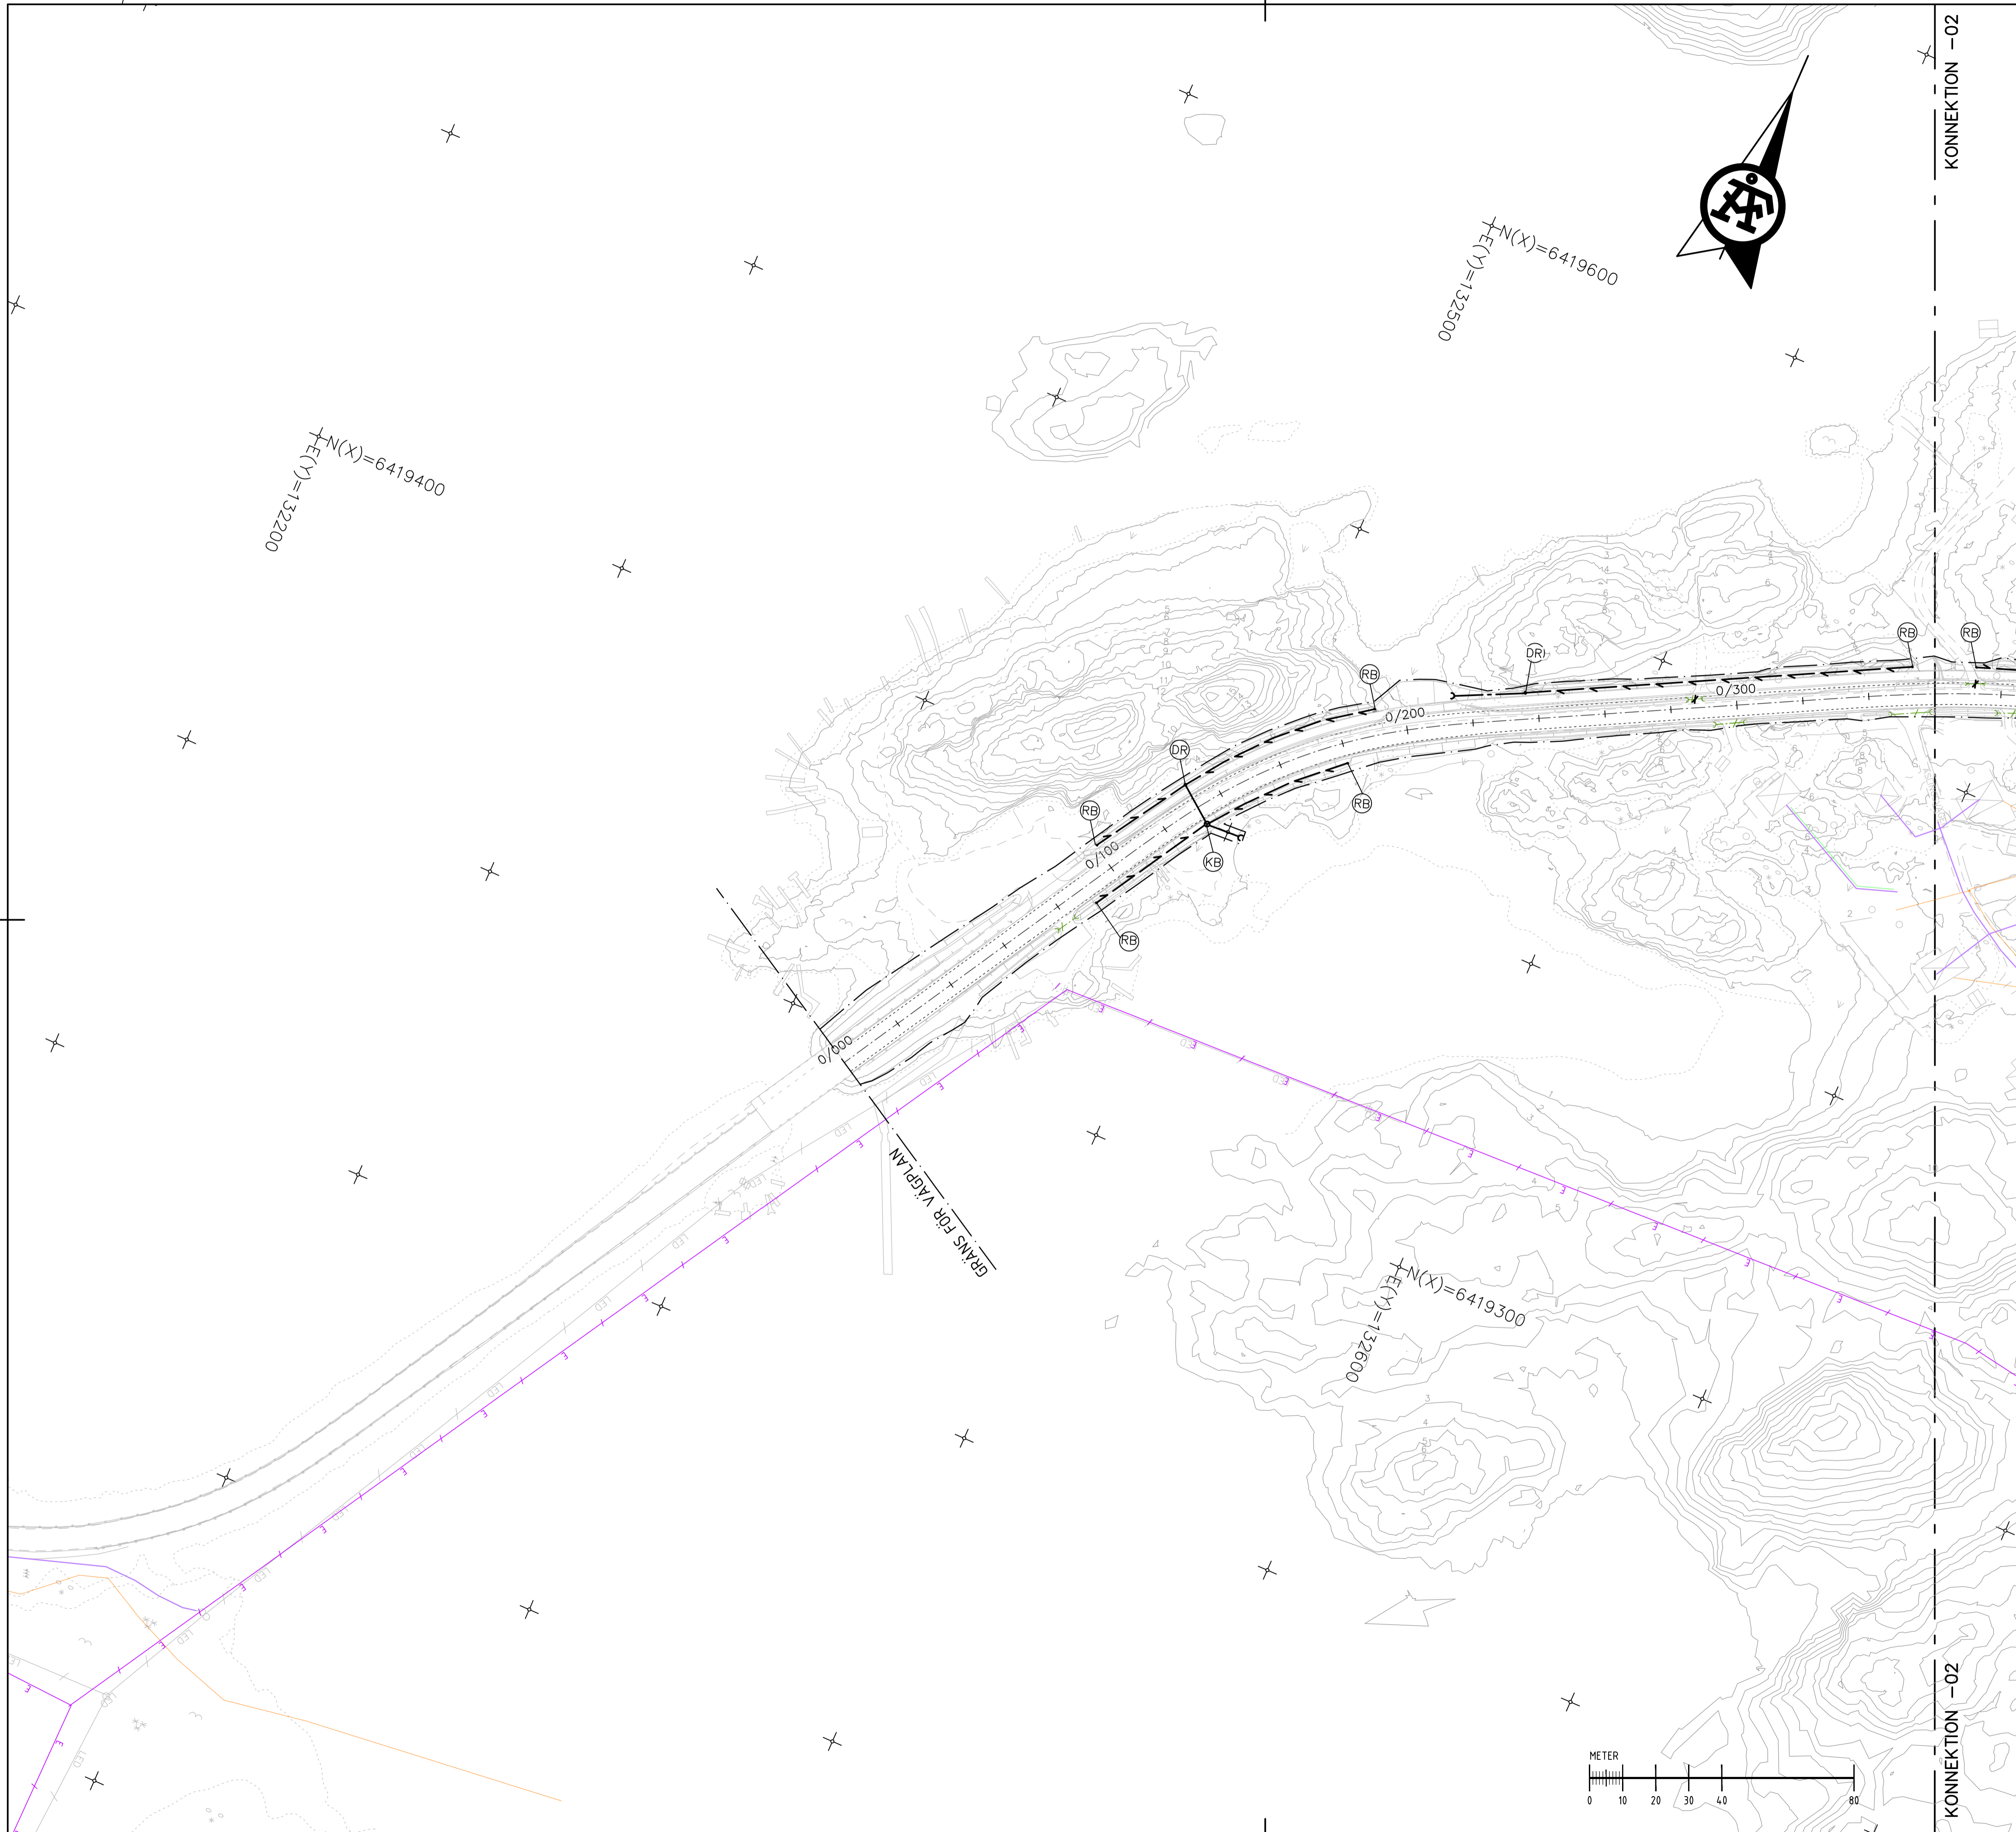 KONNEKTION -02
N(X)=6419600
E(Y)=132500
N(X)=6419400
E(Y)=132200
RB
RB
DR
RB
0/300
0/200
DR
RB
RB
0/100
KB
RB
0/000
GRÄNS FÖR VÄGPLAN
N(X)=6419300
E(Y)=132600
KONNEKTION -02
METER
0 10 20 30 40 80